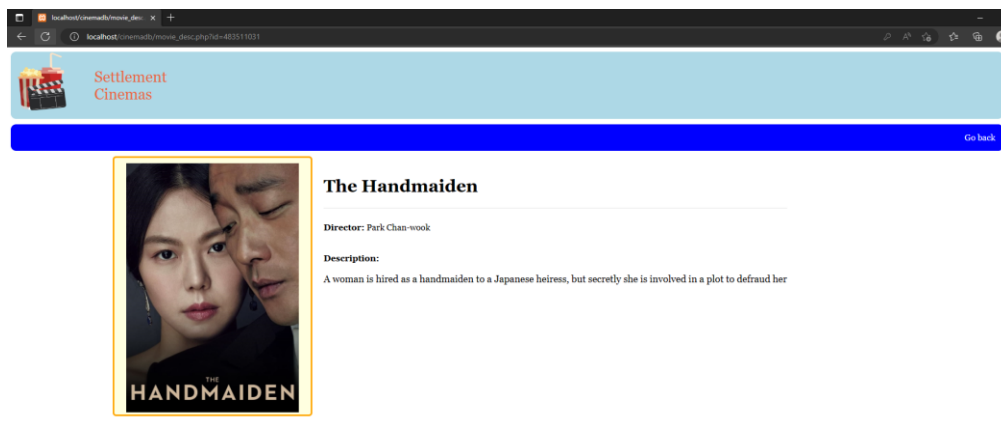 localhost/cinemadb/movie_desc
localhost/cinemadb/movie_desc.php?id=483511031
Settlement
Cinemas
Go back
The Handmaiden
Director: Park Chan-wook
Description:
A woman is hired as a handmaiden to a Japanese heiress, but secretly she is involved in a plot to defraud her
THE
HANDMAIDEN